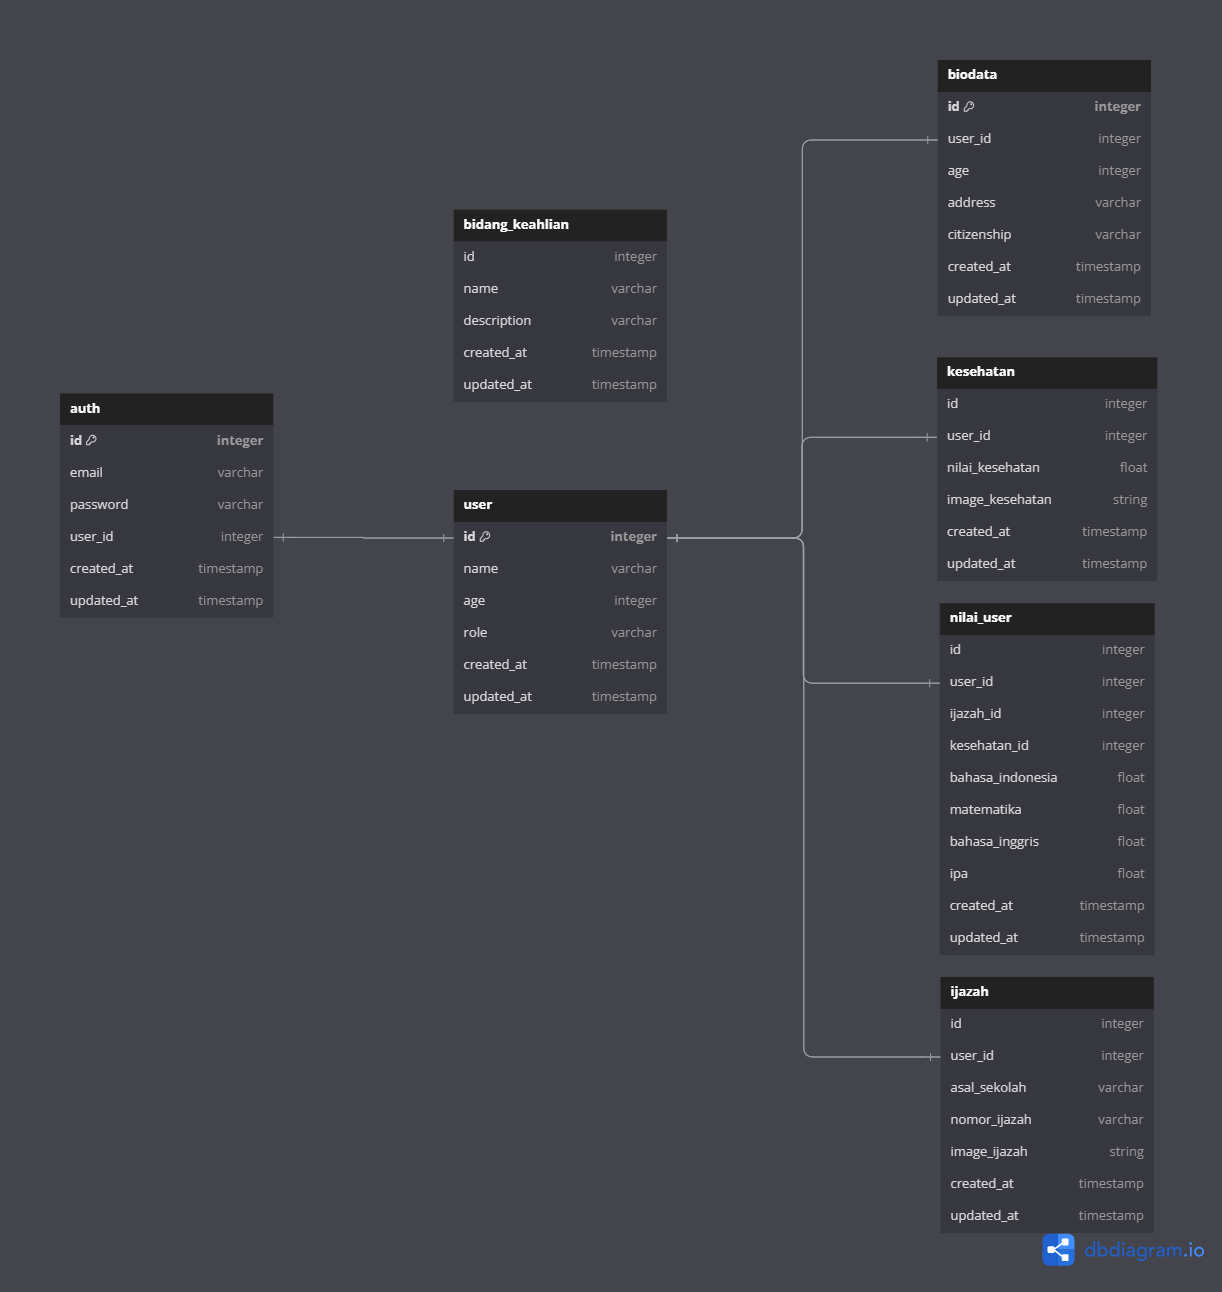 auth
id integer
email varchar
password varchar
user_id integer
created_at timestamp
updated_at timestamp
bidang_keahlian
id integer
name varchar
description varchar
created_at timestamp
updated_at timestamp
user
id integer
name varchar
age integer
role varchar
created_at timestamp
updated_at timestamp
biodata
id integer
user_id integer
age integer
address varchar
citizenship varchar
created_at timestamp
updated_at timestamp
kesehatan
id integer
user_id integer
nilai_kesehatan float
image_kesehatan string
created_at timestamp
updated_at timestamp
nilai_user
id integer
user_id integer
ijazah_id integer
kesehatan_id integer
bahasa_indonesia float
matematika float
bahasa_inggris float
ipa float
created_at timestamp
updated_at timestamp
ijazah
id integer
user_id integer
asal_sekolah varchar
nomor_ijazah varchar
image_ijazah string
created_at timestamp
updated_at timestamp
dbdiagram.io